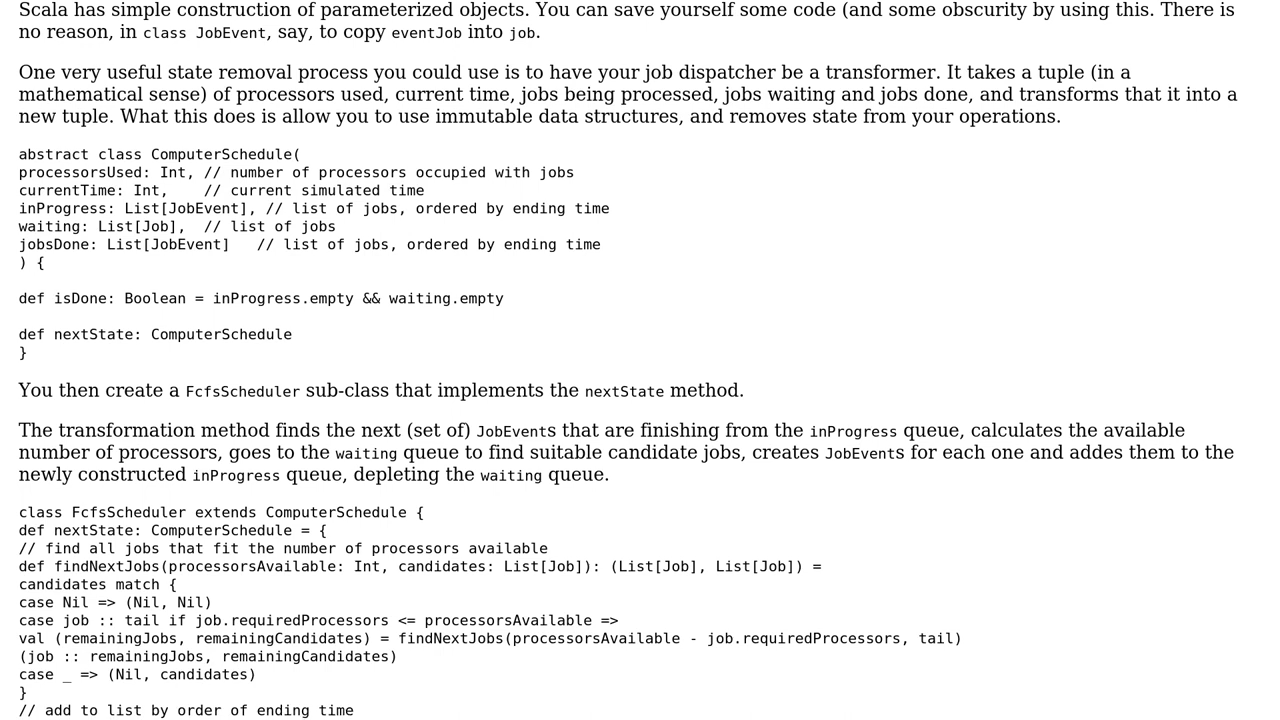 Scala has simple construction of parameterized objects. You can save yourself some code (and some obscurity by using this. There is
no reason, in class JobEvent, say, to copy eventJob into job.
One very useful state removal process you could use is to have your job dispatcher be a transformer. It takes a tuple (in a
mathematical sense) of processors used, current time, jobs being processed, jobs waiting and jobs done, and transforms that it into a
new tuple. What this does is allow you to use immutable data structures, and removes state from your operations.
abstract class ComputerSchedule(
processorsUsed: Int, // number of processors occupied with jobs
currentTime: Int,    // current simulated time
inProgress: List[JobEvent], // list of jobs, ordered by ending time
waiting: List[Job],  // list of jobs
jobsDone: List[JobEvent]   // list of jobs, ordered by ending time
) {
def isDone: Boolean = inProgress.empty && waiting.empty
def nextState: ComputerSchedule
}
You then create a FcfsScheduler sub-class that implements the nextState method.
The transformation method finds the next (set of) JobEvents that are finishing from the inProgress queue, calculates the available
number of processors, goes to the waiting queue to find suitable candidate jobs, creates JobEvents for each one and addes them to the
newly constructed inProgress queue, depleting the waiting queue.
class FcfsScheduler extends ComputerSchedule {
def nextState: ComputerSchedule = {
// find all jobs that fit the number of processors available
def findNextJobs(processorsAvailable: Int, candidates: List[Job]): (List[Job], List[Job]) =
candidates match {
case Nil => (Nil, Nil)
case job :: tail if job.requiredProcessors <= processorsAvailable =>
val (remainingJobs, remainingCandidates) = findNextJobs(processorsAvailable - job.requiredProcessors, tail)
(job :: remainingJobs, remainingCandidates)
case _ => (Nil, candidates)
}
// add to list by order of ending time